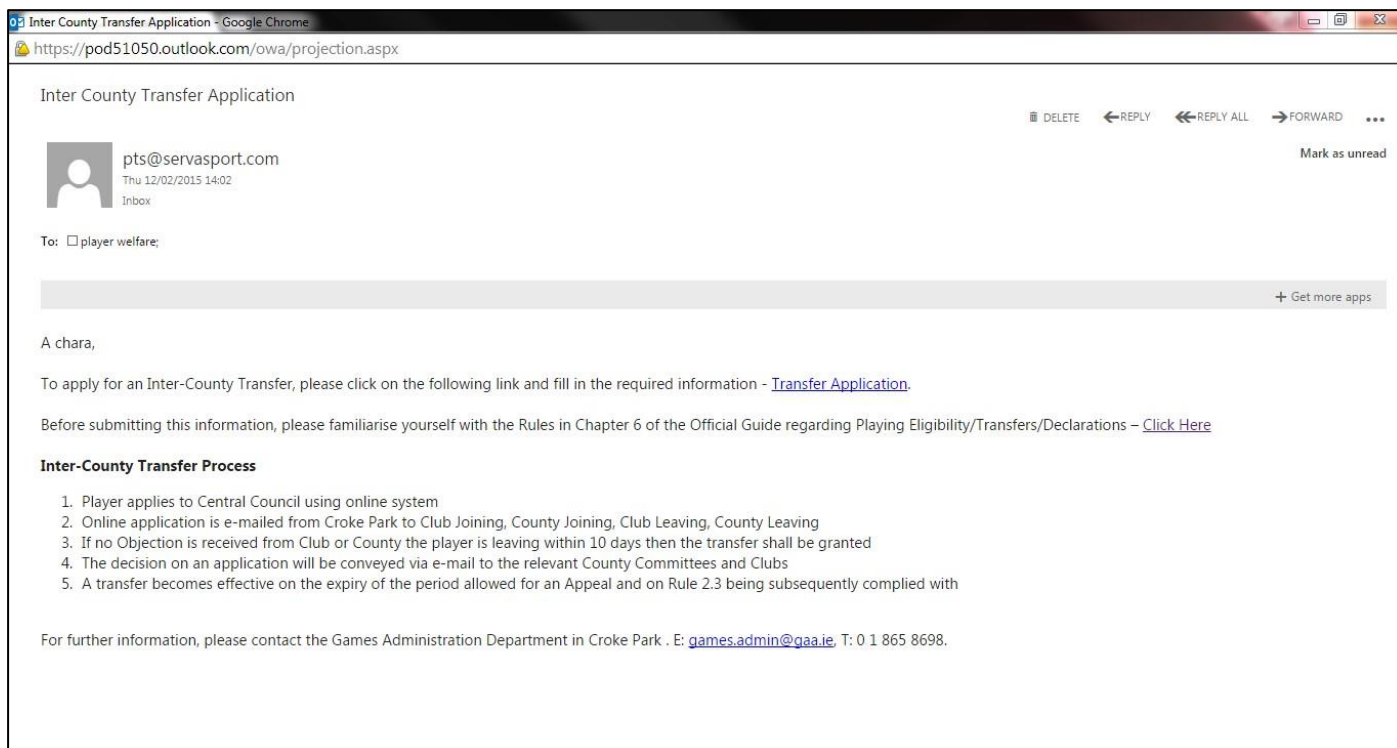 Inter County Transfer Application - Google Chrome
https://pod51050.outlook.com/owa/projection.aspx
Inter County Transfer Application
DELETE REPLY REPLY ALL FORWARD ...
pts@servasport.com
Mark as unread
Thu 12/02/2015 14:02
Inbox
To: player welfare;
+ Get more apps
A chara,
To apply for an Inter-County Transfer, please click on the following link and fill in the required information - Transfer Application.
Before submitting this information, please familiarise yourself with the Rules in Chapter 6 of the Official Guide regarding Playing Eligibility/Transfers/Declarations – Click Here
Inter-County Transfer Process
1. Player applies to Central Council using online system
2. Online application is e-mailed from Croke Park to Club Joining, County Joining, Club Leaving, County Leaving
3. If no Objection is received from Club or County the player is leaving within 10 days then the transfer shall be granted
4. The decision on an application will be conveyed via e-mail to the relevant County Committees and Clubs
5. A transfer becomes effective on the expiry of the period allowed for an Appeal and on Rule 2.3 being subsequently complied with
For further information, please contact the Games Administration Department in Croke Park . E: games.admin@gaa.ie, T: 0 1 865 8698.